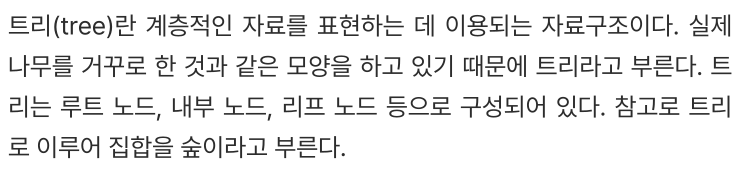 트리(tree)란 계층적인 자료를 표현하는 데 이용되는 자료구조이다. 실제
나무를 거꾸로 한 것과 같은 모양을 하고 있기 때문에 트리라고 부른다. 트
리는 루트 노드, 내부 노드, 리프 노드 등으로 구성되어 있다. 참고로 트리
로 이루어 집합을 숲이라고 부른다.